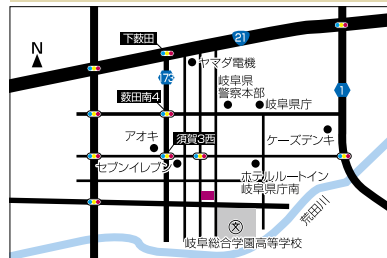 下数田
21
N
ヤマダ電機
73
岐阜県
警察本部
1
数田南4
岐阜県庁
アオキ
須賀3西
ケーズデンキ
セブンイレブン
ホテルルートイン
岐阜県庁南
荒田川
文
岐阜総合学園高等学校